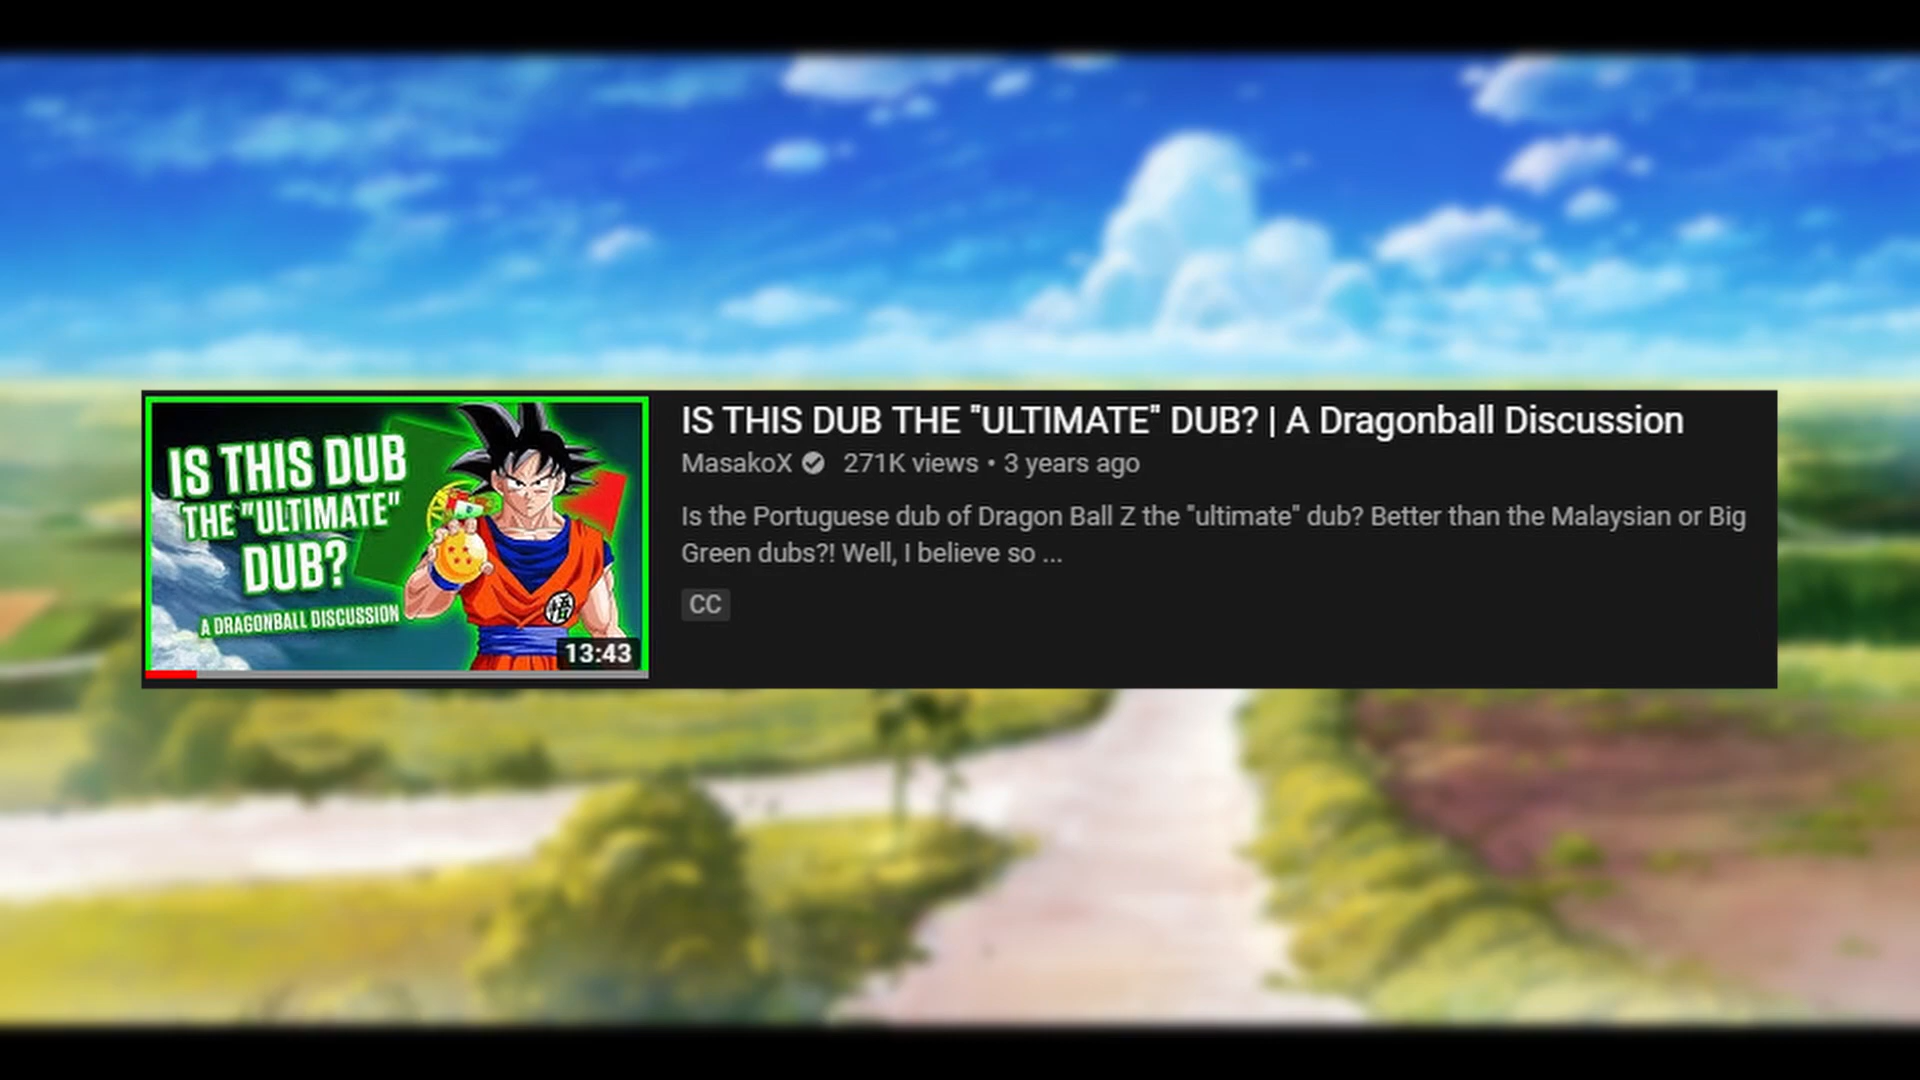 IS THIS DUB
THE "ULTIMATE"
DUB?
A DRAGONBALL DISCUSSION
悟
13:43
IS THIS DUB THE "ULTIMATE" DUB? | A Dragonball Discussion
MasakoX 271K views • 3 years ago
Is the Portuguese dub of Dragon Ball Z the "ultimate" dub? Better than the Malaysian or Big
Green dubs?! Well, I believe so ...
CC